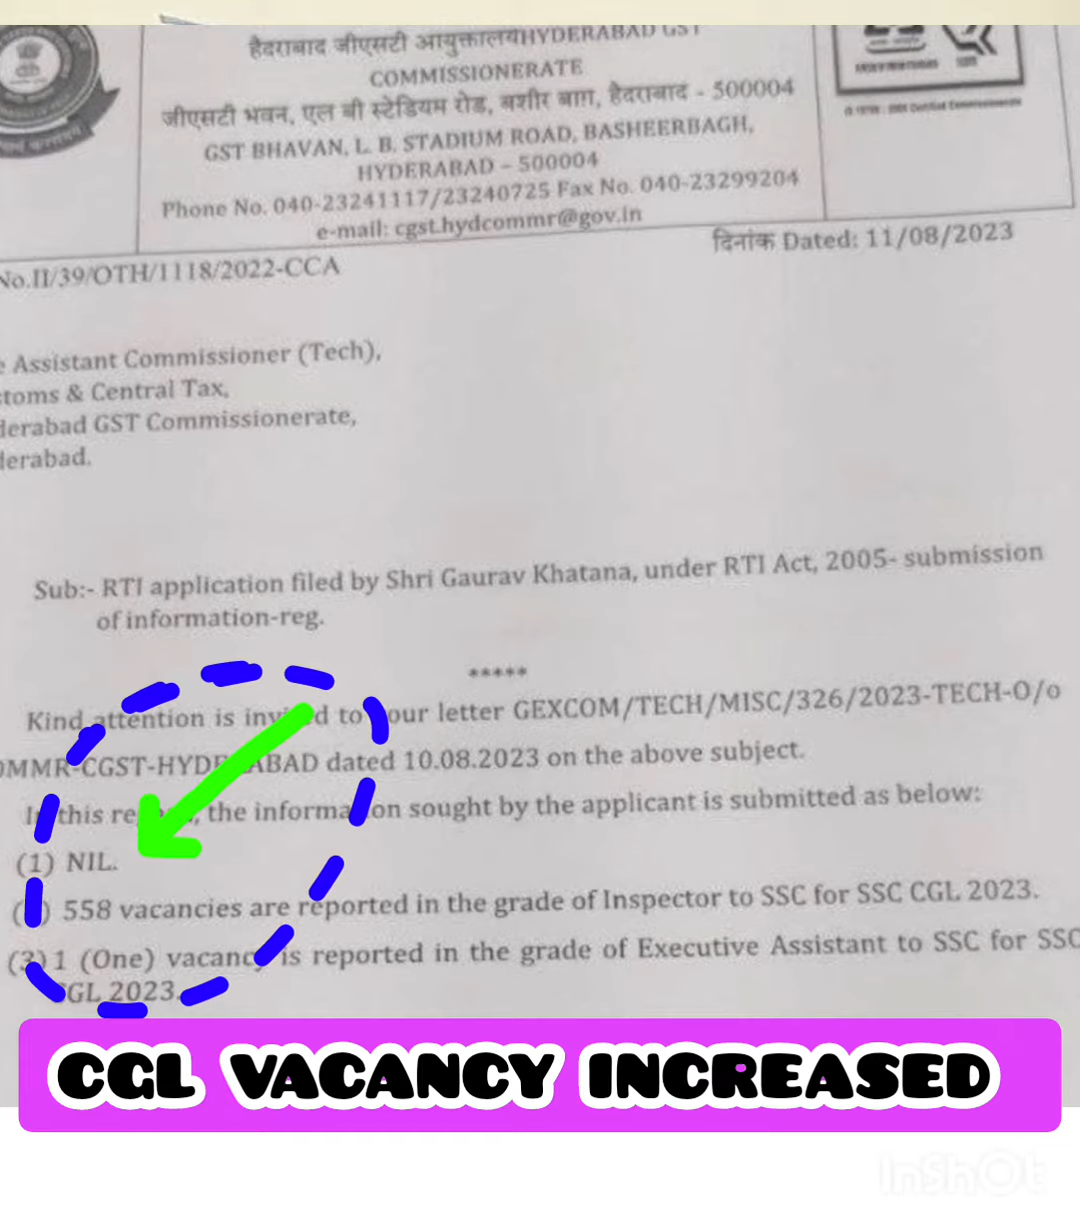 हैदराबाद जीएसटी आयुक्तालयHYDERABAD GST
COMMISSIONERATE
जीएसटी भवन, एल बी स्टेडियम रोड, बशीर बाग़, हैदराबाद - 500004
GST BHAVAN, L. B. STADIUM ROAD, BASHEERBAGH,
HYDERABAD – 500004
Phone No. 040-23241117/23240725 Fax No. 040-23299204
e-mail: cgst.hydcommr@gov.in
दिनांक Dated: 11/08/2023
No.II/39/OTH/1118/2022-CCA
e Assistant Commissioner (Tech),
stoms & Central Tax,
derabad GST Commissionerate,
derabad.
Sub:- RTI application filed by Shri Gaurav Khatana, under RTI Act, 2005- submission
of information-reg.
*****
Kind attention is invited to your letter GEXCOM/TECH/MISC/326/2023-TECH-O/o
OMMR-CGST-HYDERABAD dated 10.08.2023 on the above subject.
In this re , the information sought by the applicant is submitted as below:
(1) NIL.
( ) 558 vacancies are reported in the grade of Inspector to SSC for SSC CGL 2023.
(3) 1 (One) vacancy is reported in the grade of Executive Assistant to SSC for SSC
CGL 2023.
CGL VACANCY INCREASED
InShOt